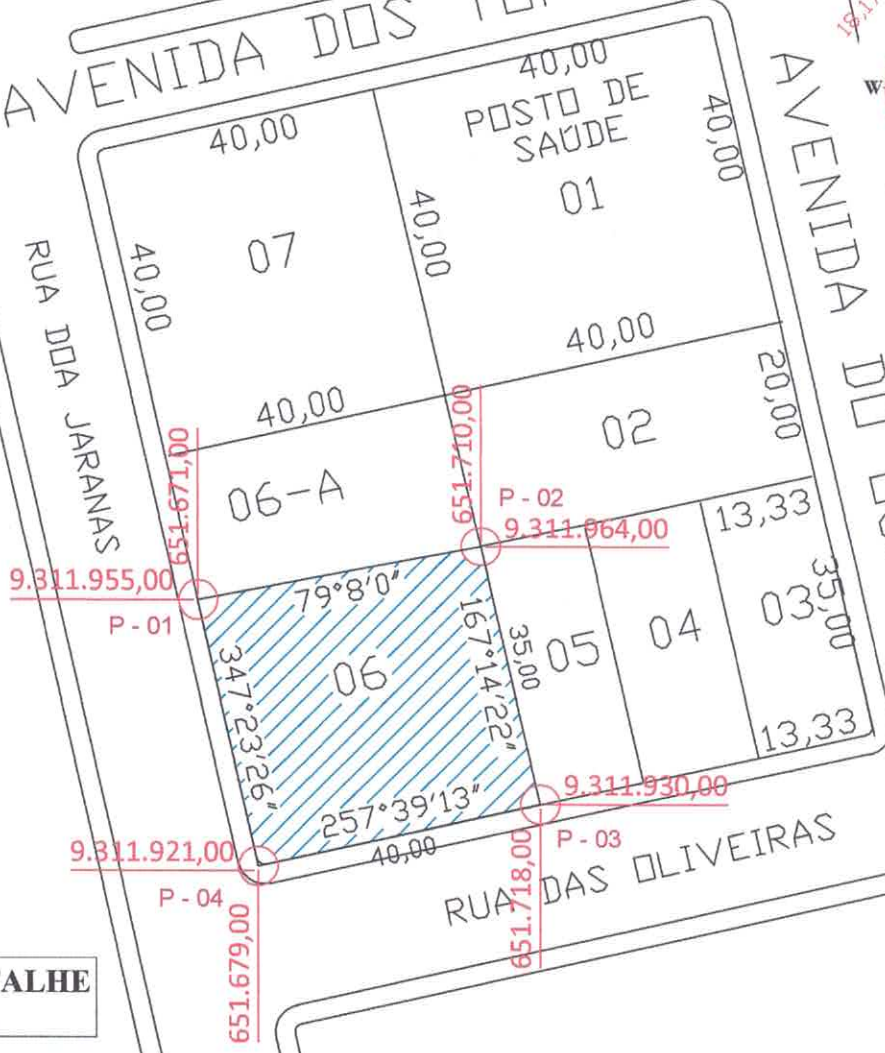 AVENIDA DOS
18,17
W
40,00
40,00
POSTO DE
SAÚDE
01
40,00
40,00
07
40,00
AVENIDA DO
RUA DOA JARANAS
40,00
40,00
20,00
02
06-A
651.671,00
651.710,00
P - 02
9.311.964,00
13,33
9.311.955,00
P - 01
79°8'0"
06
347°23'26"
167°14'22"
35,00
05
04
03
35,00
13,33
257°39'13"
40,00
9.311.930,00
P - 03
651.718,00
9.311.921,00
P - 04
651.679,00
RUA DAS OLIVEIRAS
TALHE